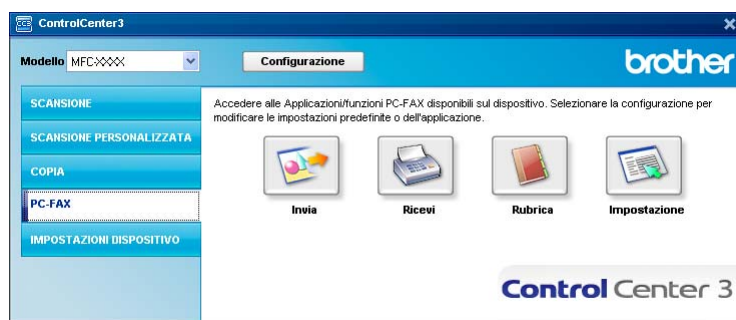 CC3 ControlCenter3
Modello MFC-XXXX Configurazione brother
SCANSIONE
SCANSIONE PERSONALIZZATA
COPIA
PC-FAX
IMPOSTAZIONI DISPOSITIVO
Accedere alle Applicazioni/funzioni PC-FAX disponibili sul dispositivo. Selezionare la configurazione per
modificare le impostazioni predefinite o dell'applicazione.
Invia Ricevi Rubrica Impostazione
Control Center 3